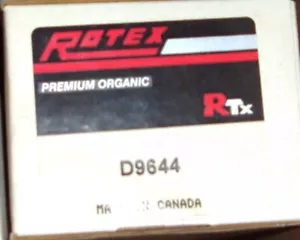 ROTEX
PREMIUM ORGANIC
RTx
D9644
CANADA